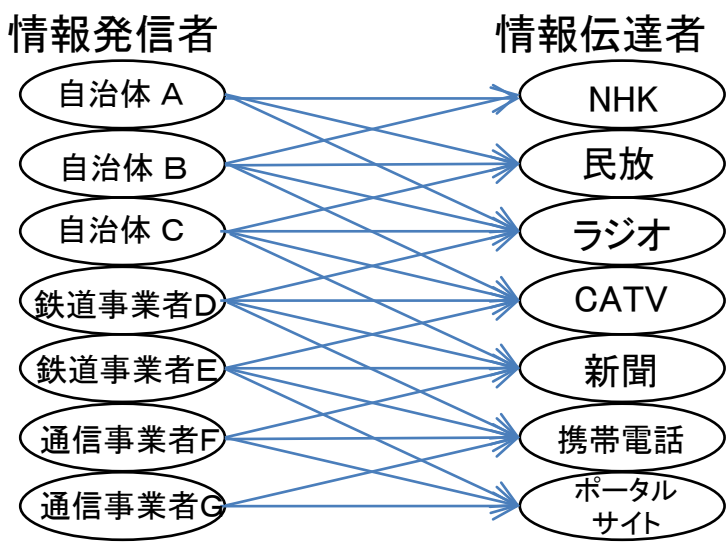 情報発信者
情報伝達者
自治体 A
自治体 B
自治体 C
鉄道事業者D
鉄道事業者E
通信事業者F
通信事業者G
NHK
民放
ラジオ
CATV
新聞
携帯電話
ポータル
サイト